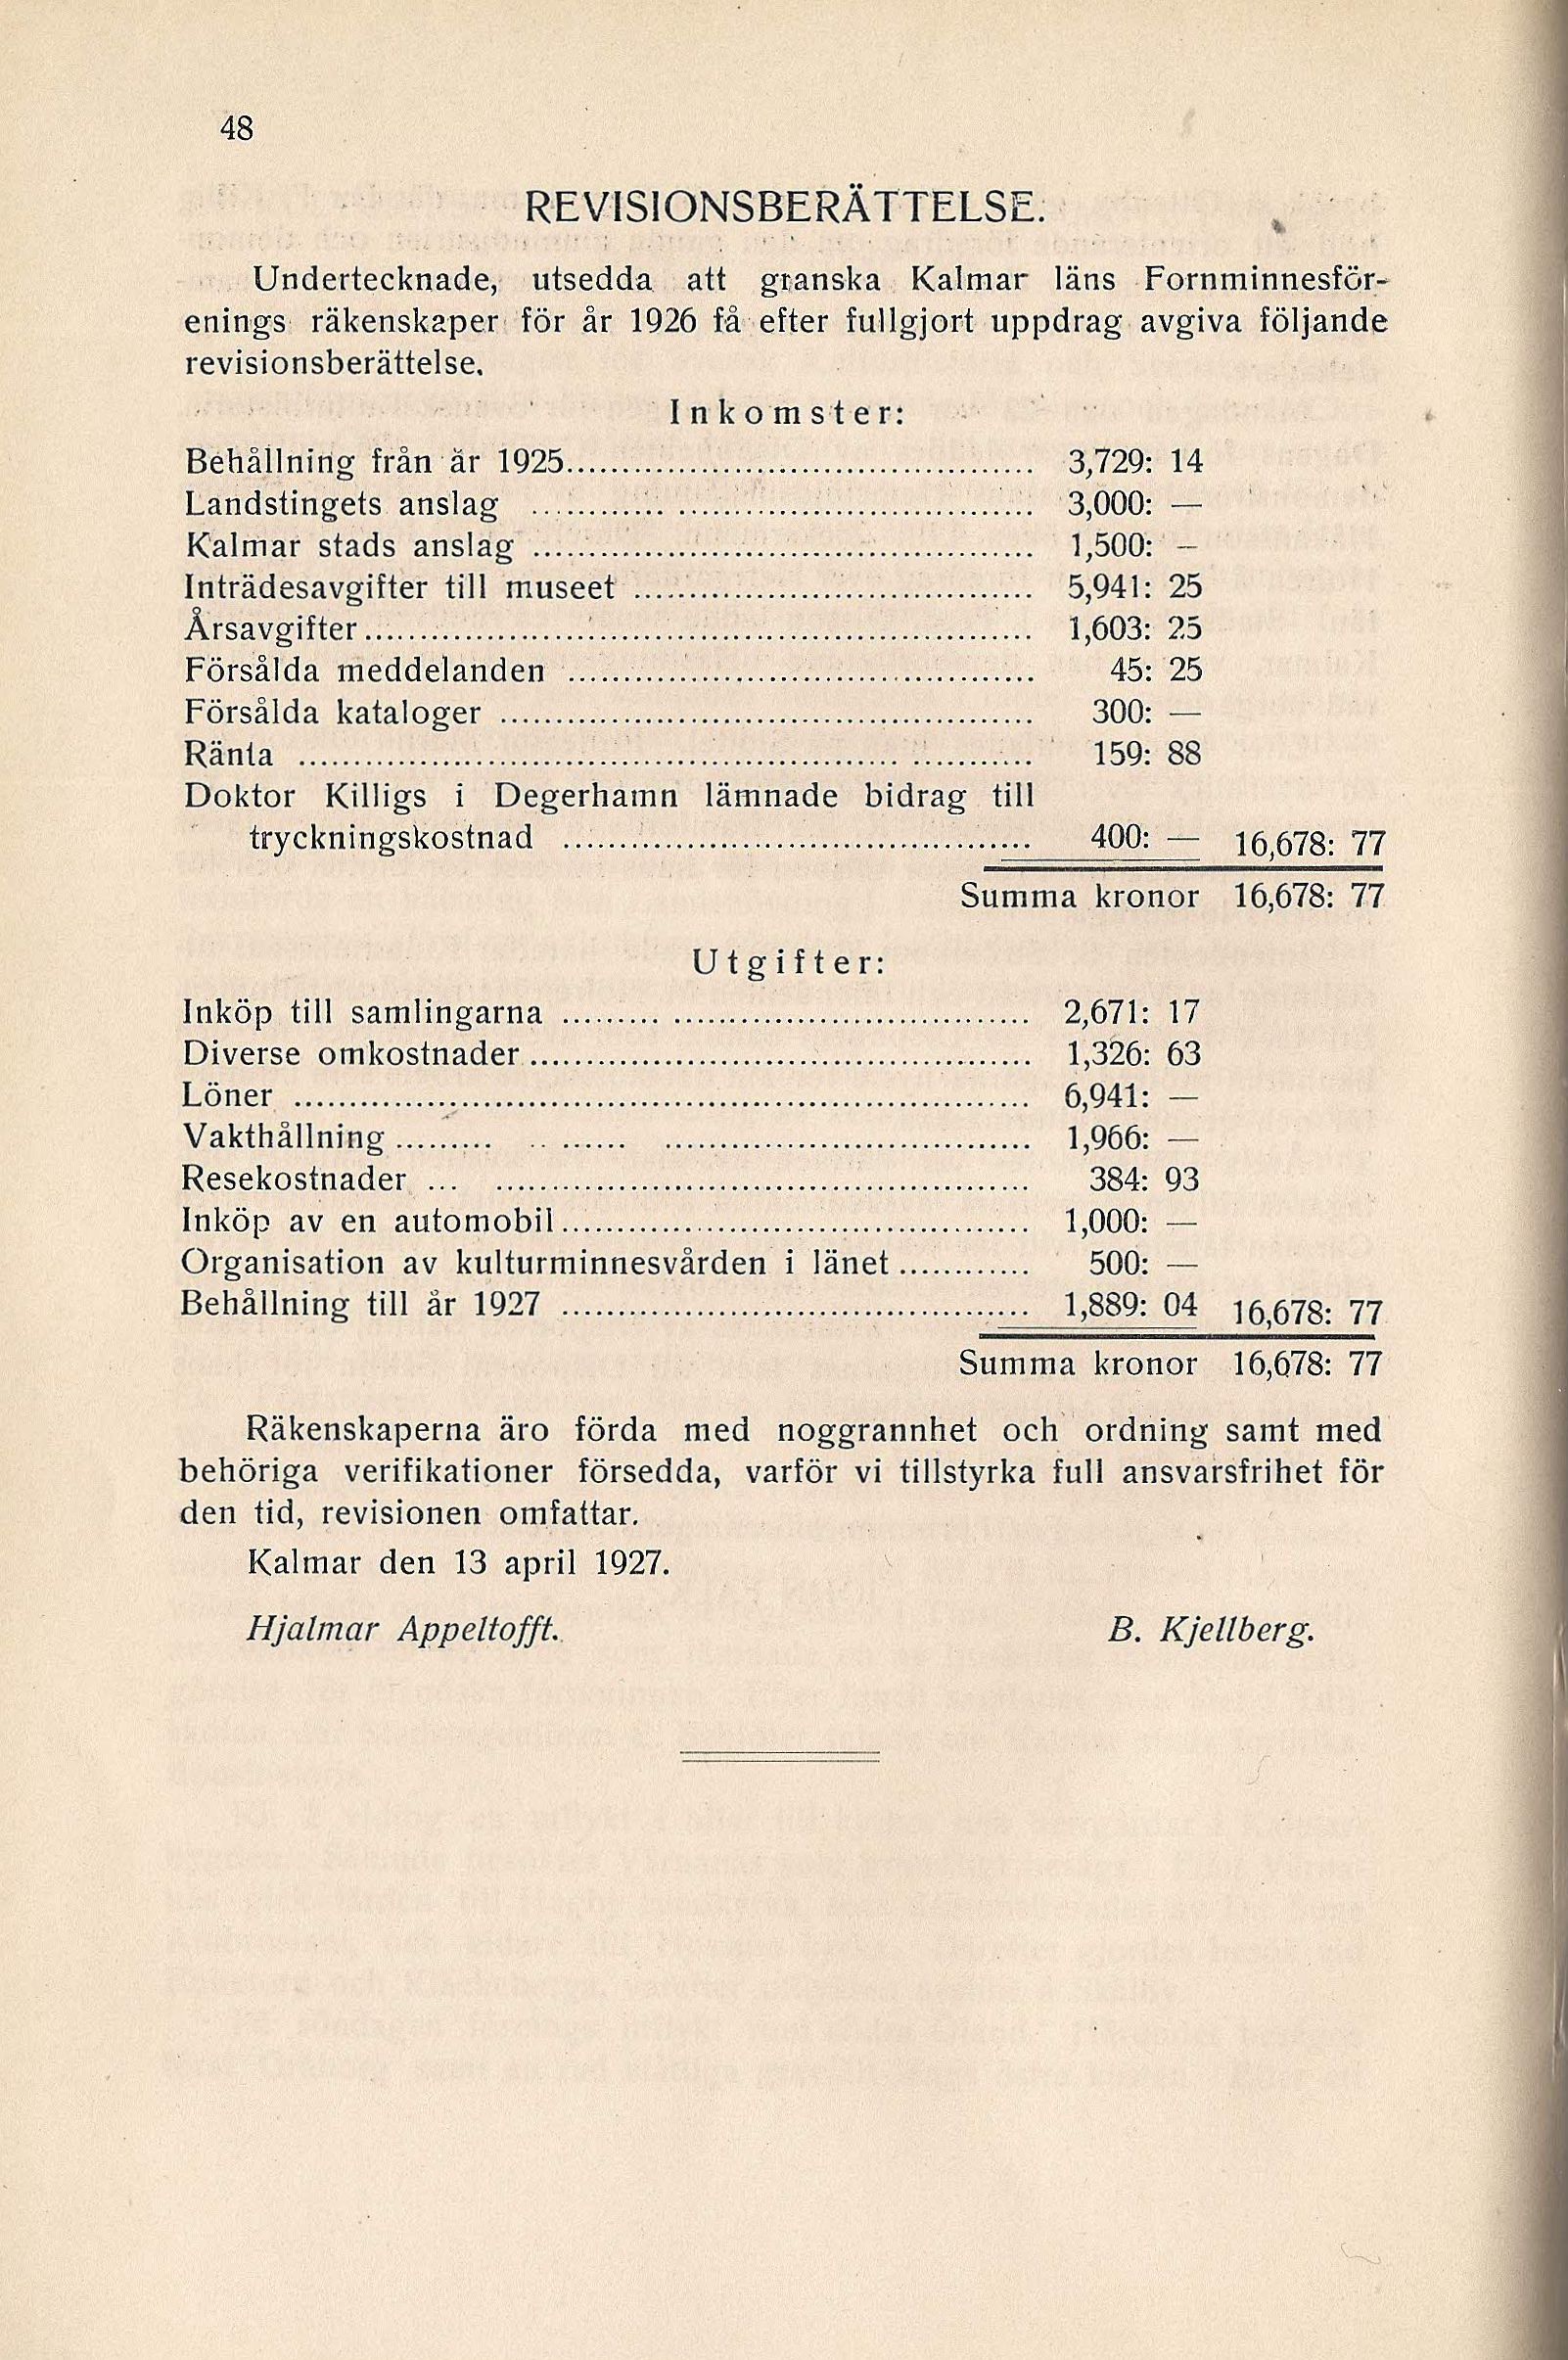 48
REVISIONSBERÄTTELSE.
Undertecknade, utsedda att granska Kalmar läns Fornminnesför-
enings räkenskaper för år 1926 få efter fullgjort uppdrag avgiva följande
revisionsberättelse.
Inkomster:
Behållning från år 1925 3,729: 14
Landstingets anslag 3,000: —
Kalmar stads anslag 1,500: –
Inträdesavgifter till museet 5,941: 25
Årsavgifter 1,603: 25
Försålda meddelanden 45: 25
Försålda kataloger 300: —
Ränta 159: 88
Doktor Killigs i Degerhamn lämnade bidrag till
tryckningskostnad 400: — 16,678: 77
Summa kronor 16,678: 77
Utgifter:
Inköp till samlingarna 2,671: 17
Diverse omkostnader 1,326: 63
Löner 6,941: —
Vakthållning 1,966: —
Resekostnader 384: 93
Inköp av en automobil 1,000: —
Organisation av kulturminnesvården i länet 500: —
Behållning till år 1927 1,889: 04 16,678: 77
Summa kronor 16,678: 77
Räkenskaperna äro förda med noggrannhet och ordning samt med
behöriga verifikationer försedda, varför vi tillstyrka full ansvarsfrihet för
den tid, revisionen omfattar.
Kalmar den 13 april 1927.
Hjalmar Appeltofft. B. Kjellberg.